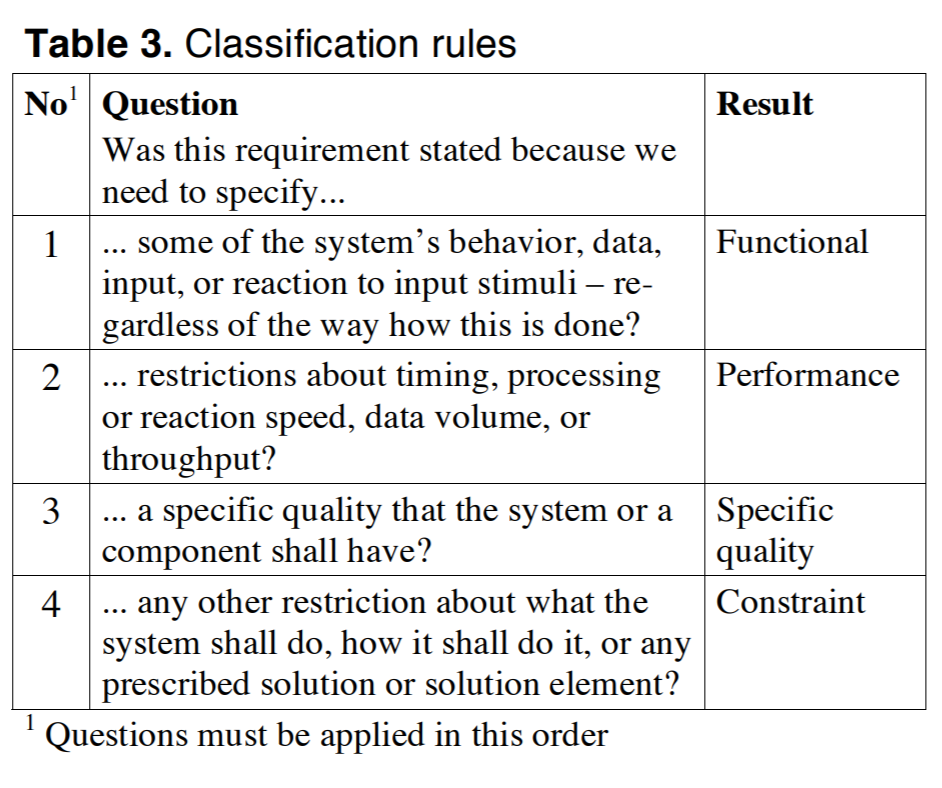 Table 3. Classification rules
No¹ Question Result
Was this requirement stated because we
need to specify...
1 ... some of the system’s behavior, data, Functional
input, or reaction to input stimuli – re-
gardless of the way how this is done?
2 ... restrictions about timing, processing Performance
or reaction speed, data volume, or
throughput?
3 ... a specific quality that the system or a Specific
component shall have? quality
4 ... any other restriction about what the Constraint
system shall do, how it shall do it, or any
prescribed solution or solution element?
¹ Questions must be applied in this order